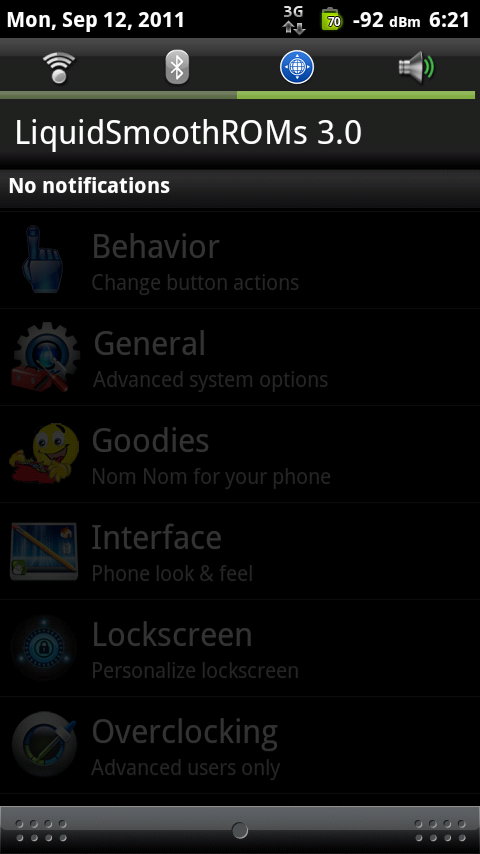 Mon, Sep 12, 2011 3G 70 -92 dBm 6:21
LiquidSmoothROMs 3.0
No notifications
Behavior
Change button actions
General
Advanced system options
Goodies
Nom Nom for your phone
Interface
Phone look & feel
Lockscreen
Personalize lockscreen
Overclocking
Advanced users only